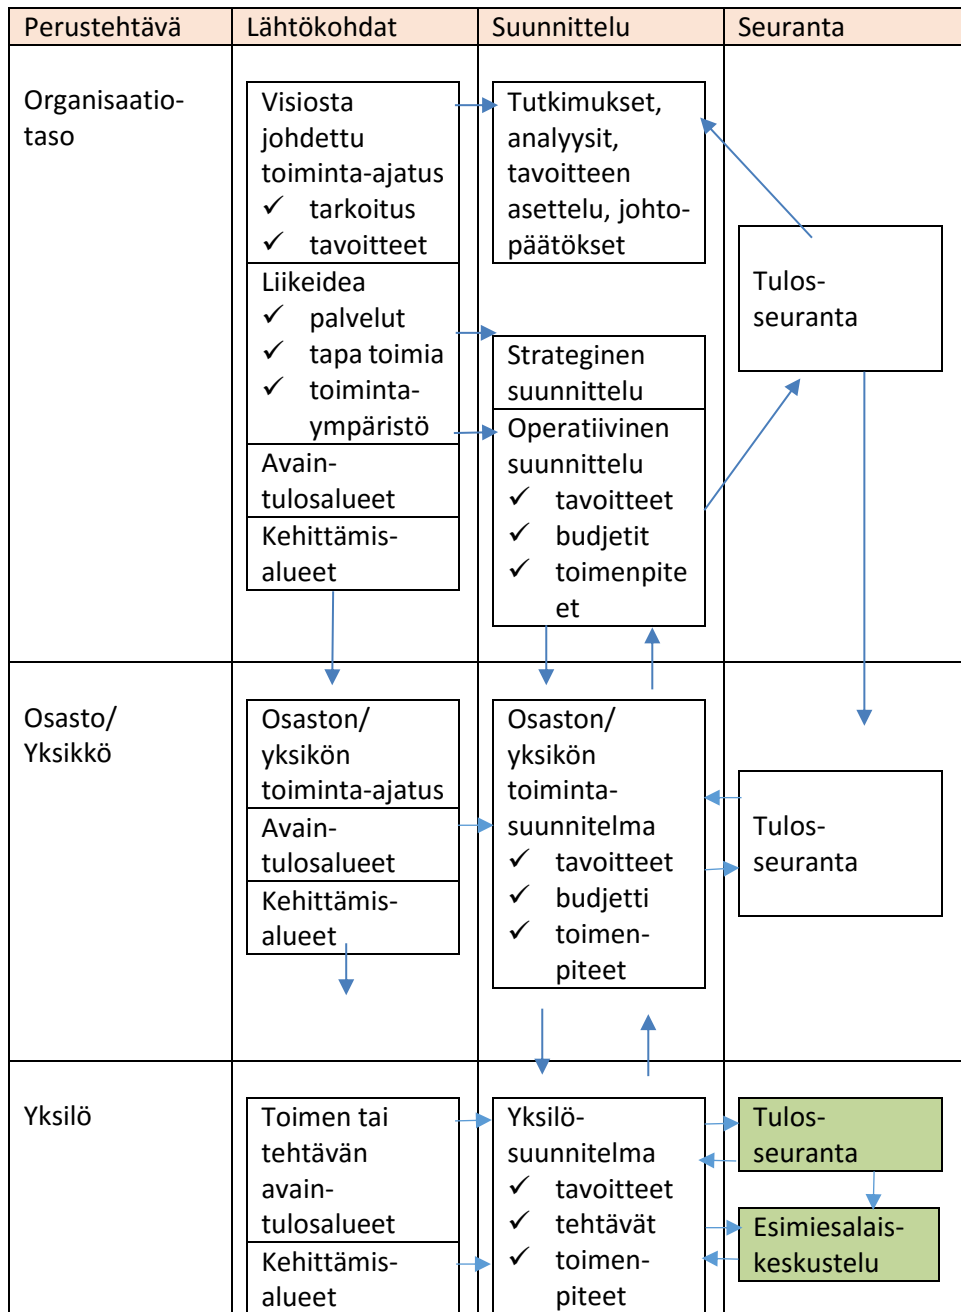 Perustehtävä
Lähtökohdat
Suunnittelu
Seuranta
Organisaatio-
taso
Visiosta
johdettu
toiminta-ajatus
✓ tarkoitus
✓ tavoitteet
Liikeidea
✓ palvelut
✓ tapa toimia
✓ toiminta-
ympäristö
Avain-
tulosalueet
Kehittämis-
alueet
Tutkimukset,
analyysit,
tavoitteen
asettelu, johto-
päätökset
Strateginen
suunnittelu
Operatiivinen
suunnittelu
✓ tavoitteet
✓ budjetit
✓ toimenpite
et
Tulos-
seuranta
Osasto/
Yksikkö
Osaston/
yksikön
toiminta-ajatus
Avain-
tulosalueet
Kehittämis-
alueet
Osaston/
yksikön
toiminta-
suunnitelma
✓ tavoitteet
✓ budjetti
✓ toimen-
piteet
Tulos-
seuranta
Yksilö
Toimen tai
tehtävän
avain-
tulosalueet
Kehittämis-
alueet
Yksilö-
suunnitelma
✓ tavoitteet
✓ tehtävät
✓ toimen-
piteet
Tulos-
seuranta
Esimiesalais-
keskustelu